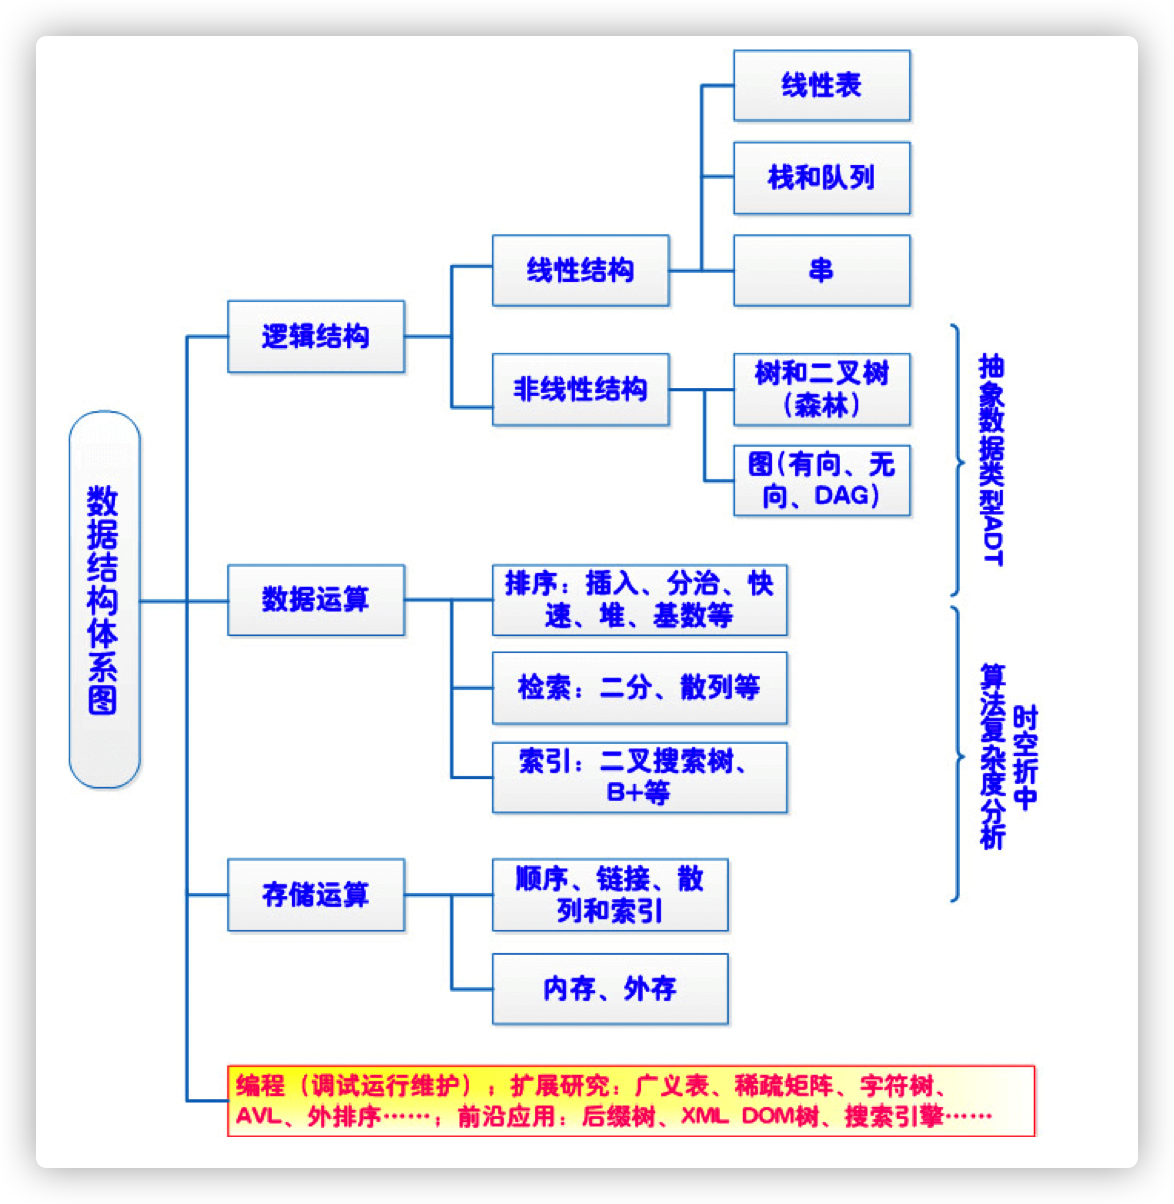 数据结构体系图
逻辑结构
线性结构
线性表
栈和队列
串
非线性结构
树和二叉树
（森林）
图（有向、无
向、DAG）
数据运算
排序：插入、分治、快
速、堆、基数等
检索：二分、散列等
索引：二叉搜索树、
B+等
存储运算
顺序、链接、散
列和索引
内存、外存
抽象数据类型ADT
时空折中
算法复杂度分析
编程（调试运行维护）；扩展研究：广义表、稀疏矩阵、字符树、
AVL、外排序……；前沿应用：后缀树、XML DOM树、搜索引擎……